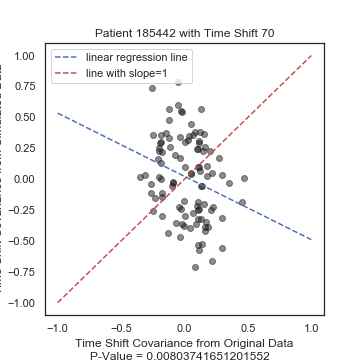 Patient 185442 with Time Shift 70
linear regression line
line with slope=1
1.00
0.75
0.50
0.25
0.00
−0.25
−0.50
−0.75
−1.00
−1.0
−0.5
0.0
0.5
1.0
Time Shift Covariance from Original Data
P-Value = 0.00803741651201552